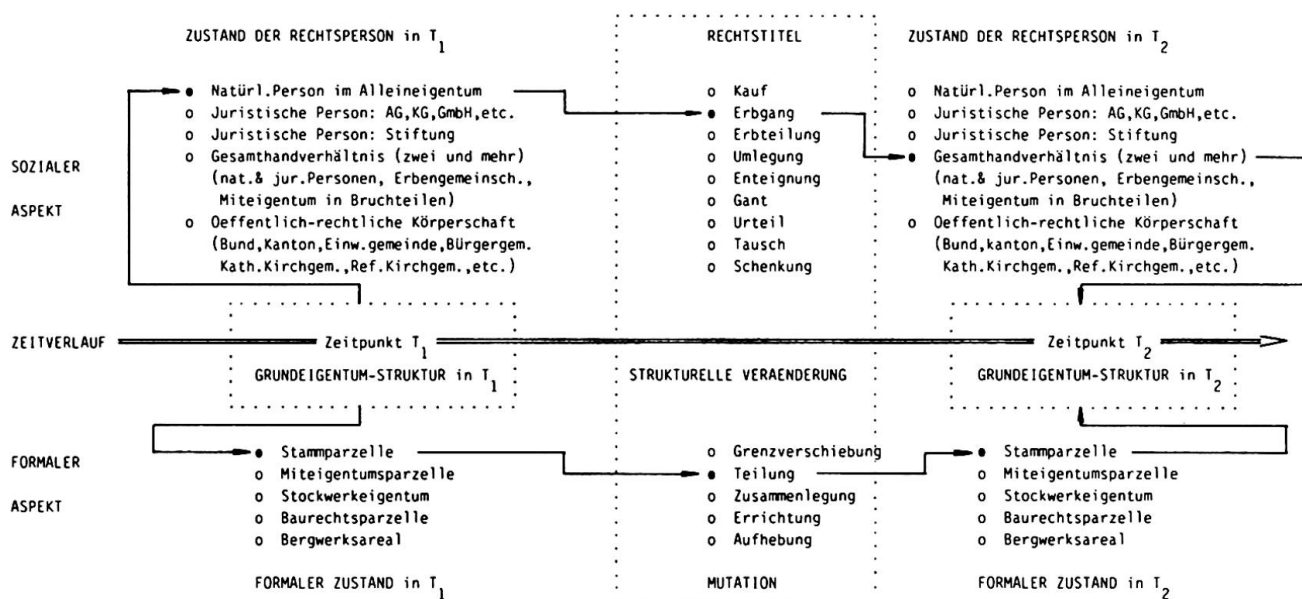 ZUSTAND DER RECHTSPERSON in T1
Natürl.Person im Alleineigentum
Juristische Person: AG,KG,GmbH,etc.
Juristische Person: Stiftung
Gesamthandverhältnis (zwei und mehr)
(nat.& jur.Personen, Erbengemeinsch.,
Miteigentum in Bruchteilen)
Oeffentlich-rechtliche Körperschaft
(Bund,Kanton,Einw.gemeinde,Bürgergem.
Kath.Kirchgem.,Ref.Kirchgem.,etc.)
RECHTSTITEL
Kauf
Erbgang
Erbteilung
Umlegung
Enteignung
Gant
Urteil
Tausch
Schenkung
ZUSTAND DER RECHTSPERSON in T2
Natürl.Person im Alleineigentum
Juristische Person: AG,KG,GmbH,etc.
Juristische Person: Stiftung
Gesamthandverhältnis (zwei und mehr)
(nat.& jur.Personen, Erbengemeinsch.,
Miteigentum in Bruchteilen)
Oeffentlich-rechtliche Körperschaft
(Bund,kanton,Einw.gemeinde,Bürgergem.
Kath.Kirchgem.,Ref.Kirchgem.,etc.)
SOZIALER
ASPEKT
ZEITVERLAUF
Zeitpunkt T1
GRUNDEIGENTUM-STRUKTUR in T1
STRUKTURELLE VERAENDERUNG
Zeitpunkt T2
GRUNDEIGENTUM-STRUKTUR in T2
FORMALER
ASPEKT
Stammparzelle
Miteigentumsparzelle
Stockwerkeigentum
Baurechtsparzelle
Bergwerksareal
FORMALER ZUSTAND in T1
Grenzverschiebung
Teilung
Zusammenlegung
Errichtung
Aufhebung
MUTATION
Stammparzelle
Miteigentumsparzelle
Stockwerkeigentum
Baurechtsparzelle
Bergwerksareal
FORMALER ZUSTAND in T2